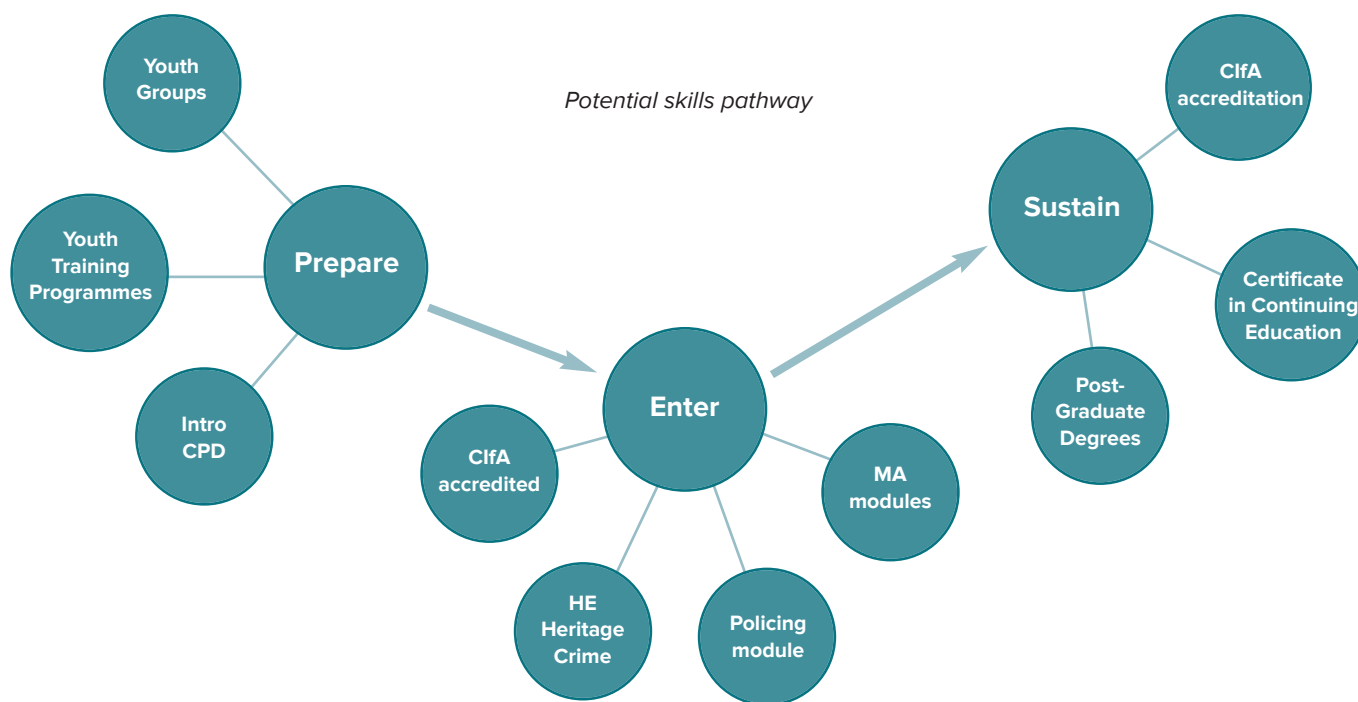 Potential skills pathway
Youth
Groups
Youth
Training
Programmes
Intro
CPD
Prepare
Enter
CIfA
accredited
HE
Heritage
Crime
Policing
module
MA
modules
Sustain
CIfA
accreditation
Certificate
in Continuing
Education
Post-
Graduate
Degrees